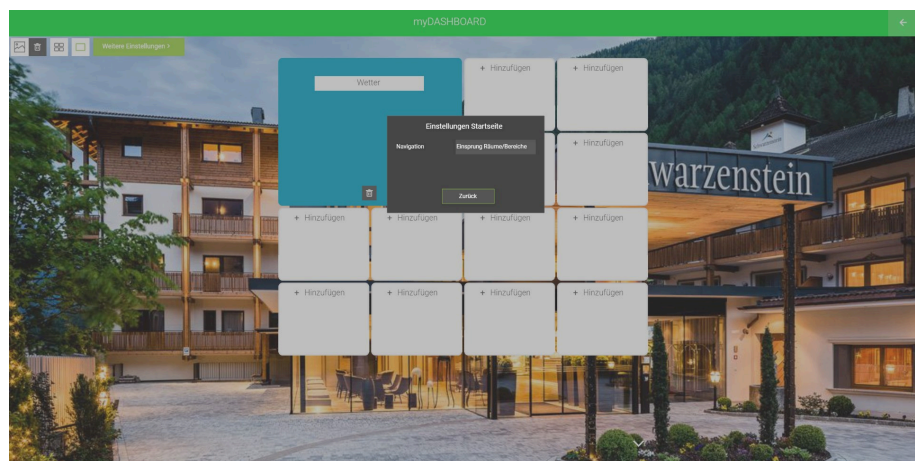 myDASHBOARD
Weitere Einstellungen >
Wetter
+ Hinzufügen
+ Hinzufügen
Einstellungen Startseite
Navigation
Einsprung Räume/Bereiche
Zurück
+ Hinzufügen
warzenstein
+ Hinzufügen
+ Hinzufügen
+ Hinzufügen
+ Hinzufügen
+ Hinzufügen
+ Hinzufügen
+ Hinzufügen
+ Hinzufügen